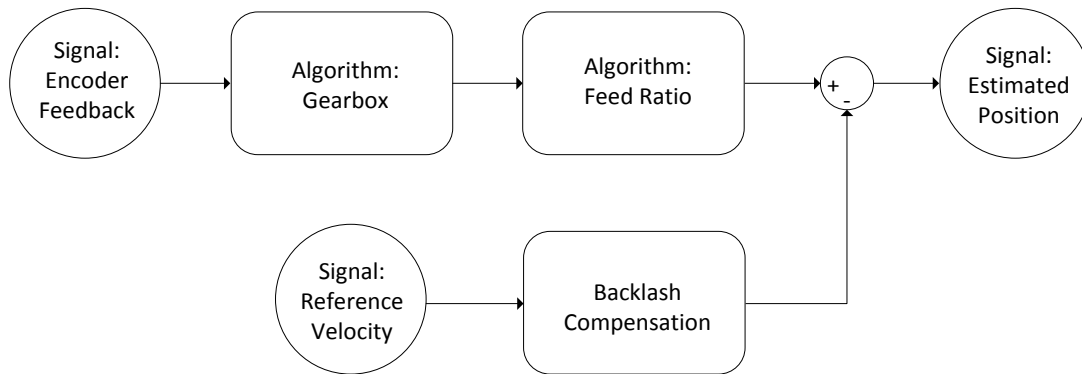 Signal:
Encoder
Feedback
Algorithm:
Gearbox
Algorithm:
Feed Ratio
+
-
Signal:
Estimated
Position
Signal:
Reference
Velocity
Backlash
Compensation